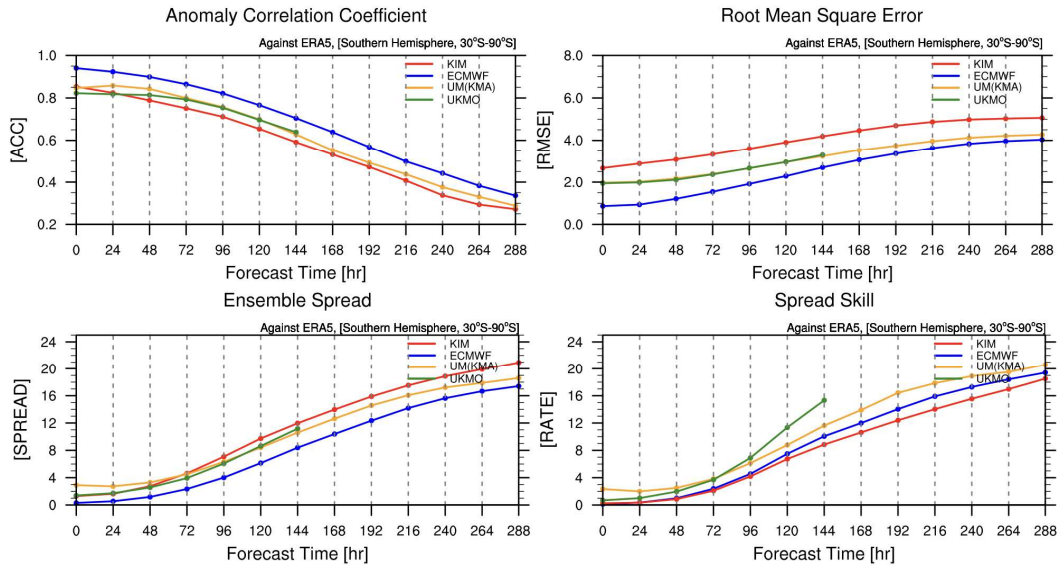 Anomaly Correlation Coefficient
Against ERA5, [Southern Hemisphere, 30°S-90°S]
KIM
ECMWF
UM(KMA)
UKMO
[ACC]
1.0
0.8
0.6
0.4
0.2
0 24 48 72 96 120 144 168 192 216 240 264 288
Forecast Time [hr]
Root Mean Square Error
Against ERA5, [Southern Hemisphere, 30°S-90°S]
KIM
ECMWF
UM(KMA)
UKMO
[RMSE]
8.0
6.0
4.0
2.0
0.0
0 24 48 72 96 120 144 168 192 216 240 264 288
Forecast Time [hr]
Ensemble Spread
Against ERA5, [Southern Hemisphere, 30°S-90°S]
KIM
ECMWF
UM(KMA)
UKMO
[SPREAD]
24
20
16
12
8
4
0
0 24 48 72 96 120 144 168 192 216 240 264 288
Forecast Time [hr]
Spread Skill
Against ERA5, [Southern Hemisphere, 30°S-90°S]
KIM
ECMWF
UM(KMA)
UKMO
[RATE]
24
20
16
12
8
4
0
0 24 48 72 96 120 144 168 192 216 240 264 288
Forecast Time [hr]